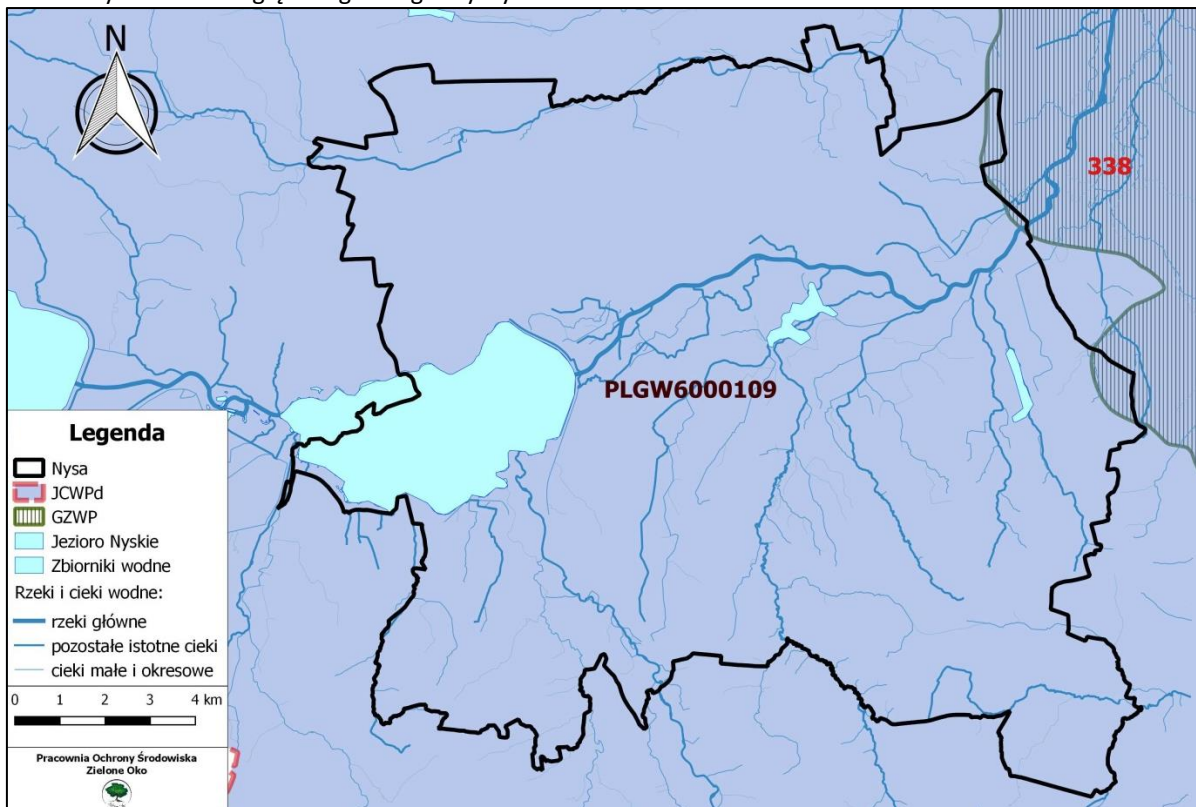 N
338
PLGW6000109
Legenda
Nysa
JCWPd
GZWP
Jezioro Nyskie
Zbiorniki wodne
Rzeki i cieki wodne:
rzeki główne
pozostałe istotne cieki
cieki małe i okresowe
0 1 2 3 4 km
Pracownia Ochrony Środowiska
Zielone Oko